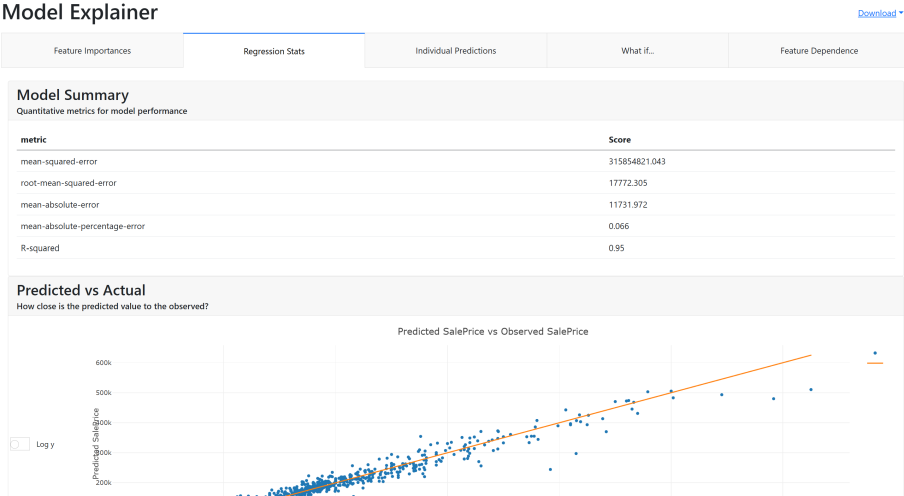 Model Explainer
Download
Feature Importances
Regression Stats
Individual Predictions
What if...
Feature Dependence
Model Summary
Quantitative metrics for model performance
metric Score
mean-squared-error 315854821.043
root-mean-squared-error 17772.305
mean-absolute-error 11731.972
mean-absolute-percentage-error 0.066
R-squared 0.95
Predicted vs Actual
How close is the predicted value to the observed?
Predicted SalePrice vs Observed SalePrice
600k
500k
400k
300k
200k
Predicted SalePrice
Log y